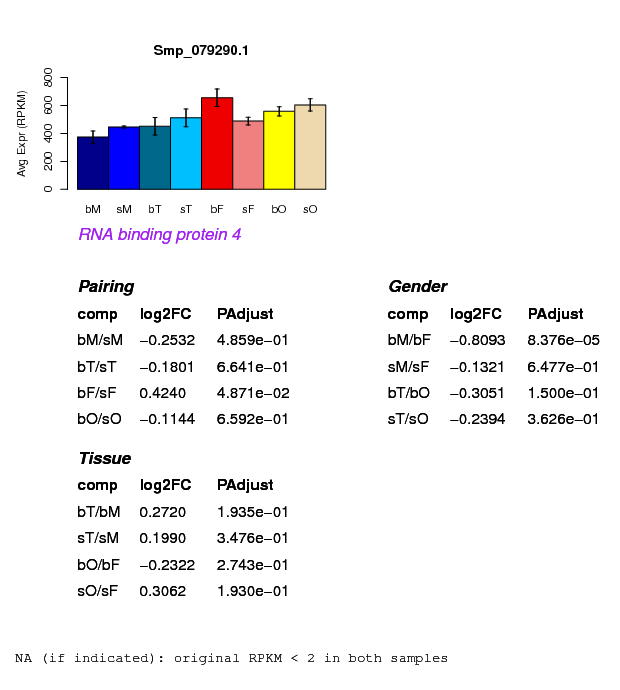 Smp_079290.1
Avg Expr (RPKM)
0 200 400 600 800
bM sM bT sT bF sF bO sO
RNA binding protein 4
Pairing
comp log2FC PAdjust
bM/sM −0.2532 4.859e−01
bT/sT −0.1801 6.641e−01
bF/sF 0.4240 4.871e−02
bO/sO −0.1144 6.592e−01
Gender
comp log2FC PAdjust
bM/bF −0.8093 8.376e−05
sM/sF −0.1321 6.477e−01
bT/bO −0.3051 1.500e−01
sT/sO −0.2394 3.626e−01
Tissue
comp log2FC PAdjust
bT/bM 0.2720 1.935e−01
sT/sM 0.1990 3.476e−01
bO/bF −0.2322 2.743e−01
sO/sF 0.3062 1.930e−01
NA (if indicated): original RPKM < 2 in both samples